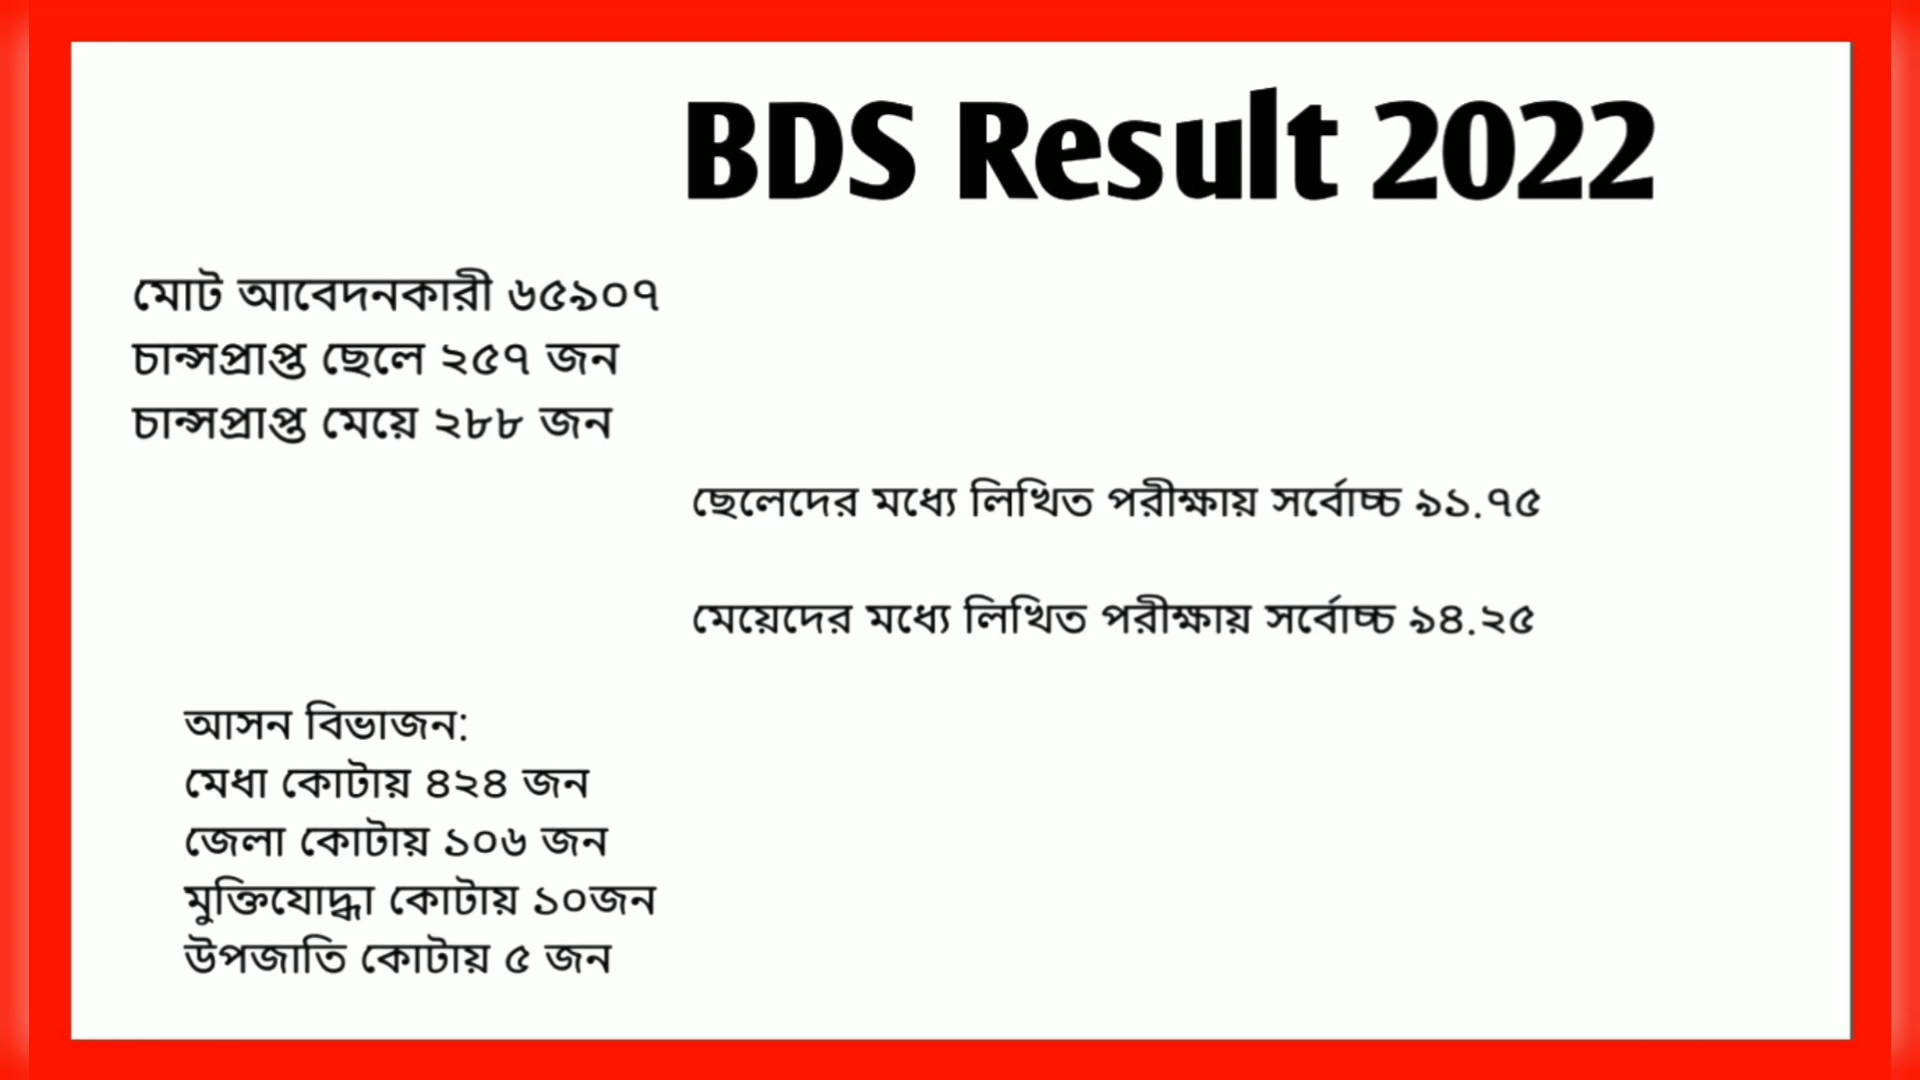 BDS Result 2022
মোট আবেদনকারী ৬৫৯০৭
চান্সপ্রাপ্ত ছেলে ২৫৭ জন
চান্সপ্রাপ্ত মেয়ে ২৮৮ জন
ছেলেদের মধ্যে লিখিত পরীক্ষায় সর্বোচ্চ ৯১.৭৫
মেয়েদের মধ্যে লিখিত পরীক্ষায় সর্বোচ্চ ৯৪.২৫
আসন বিভাজন:
মেধা কোটায় ৪২৪ জন
জেলা কোটায় ১০৬ জন
মুক্তিযোদ্ধা কোটায় ১০জন
উপজাতি কোটায় ৫ জন